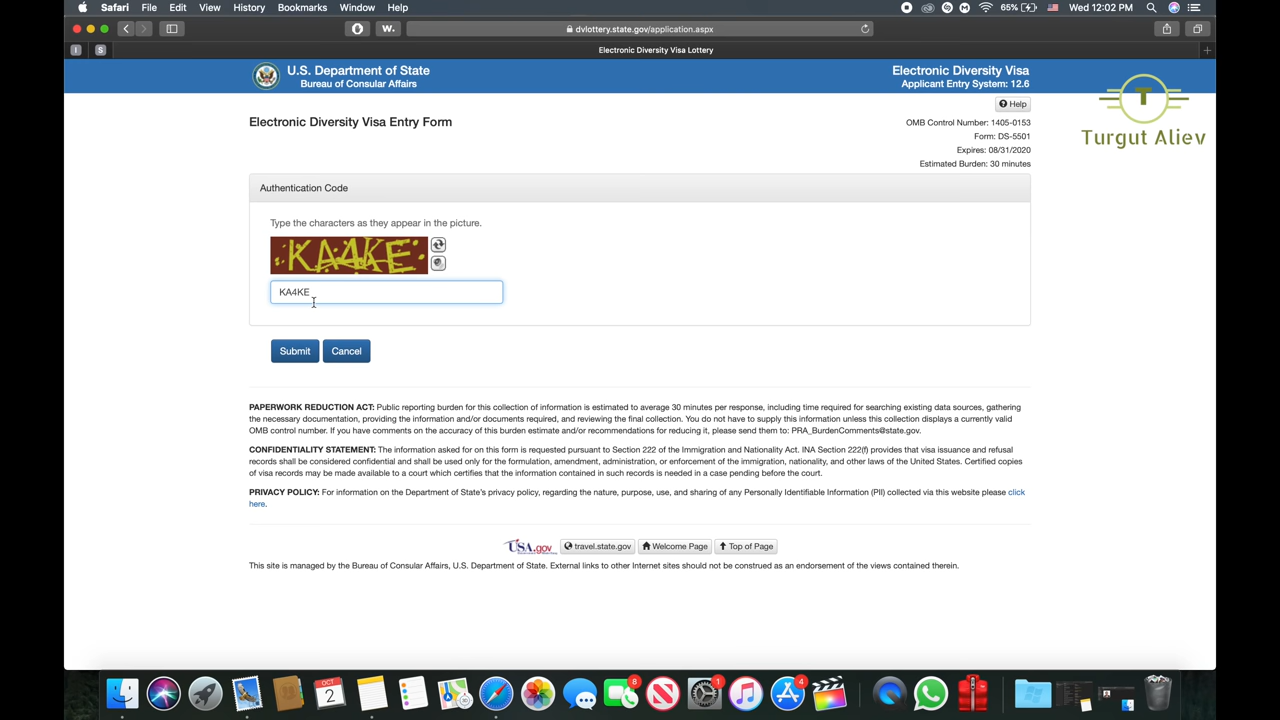 Safari File Edit View History Bookmarks Window Help 65% Wed 12:02 PM
W. dvlottery.state.gov/application.aspx
I S Electronic Diversity Visa Lottery
U.S. Department of State
Bureau of Consular Affairs
Electronic Diversity Visa
Applicant Entry System: 12.6
Help
T
Turgut Aliev
Electronic Diversity Visa Entry Form
OMB Control Number: 1405-0153
Form: DS-5501
Expires: 08/31/2020
Estimated Burden: 30 minutes
Authentication Code
Type the characters as they appear in the picture.
KA4KE
KA4KE
Submit Cancel
PAPERWORK REDUCTION ACT: Public reporting burden for this collection of information is estimated to average 30 minutes per response, including time required for searching existing data sources, gathering
the necessary documentation, providing the information and/or documents required, and reviewing the final collection. You do not have to supply this information unless this collection displays a currently valid
OMB control number. If you have comments on the accuracy of this burden estimate and/or recommendations for reducing it, please send them to: PRA_BurdenComments@state.gov.
CONFIDENTIALITY STATEMENT: The information asked for on this form is requested pursuant to Section 222 of the Immigration and Nationality Act. INA Section 222(f) provides that visa issuance and refusal
records shall be considered confidential and shall be used only for the formulation, amendment, administration, or enforcement of the immigration, nationality, and other laws of the United States. Certified copies
of visa records may be made available to a court which certifies that the information contained in such records is needed in a case pending before the court.
PRIVACY POLICY: For information on the Department of State's privacy policy, regarding the nature, purpose, use, and sharing of any Personally Identifiable Information (PII) collected via this website please click
here.
USA.gov travel.state.gov Welcome Page Top of Page
This site is managed by the Bureau of Consular Affairs, U.S. Department of State. External links to other Internet sites should not be construed as an endorsement of the views contained therein.
OCT
2
8
1
4